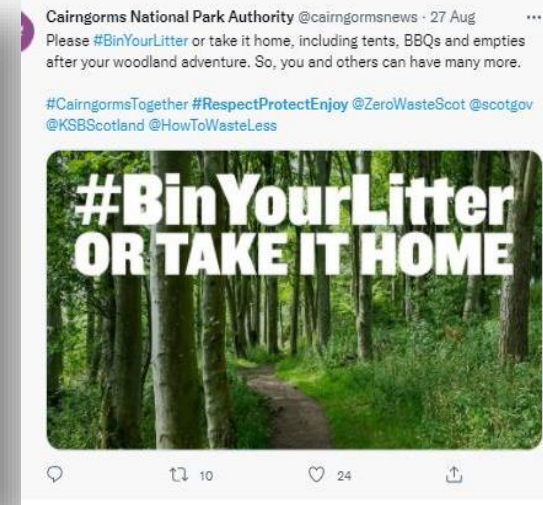 Cairngorms National Park Authority @cairngormsnews · 27 Aug ...
Please #BinYourLitter or take it home, including tents, BBQs and empties
after your woodland adventure. So, you and others can have many more.
#CairngormsTogether #RespectProtectEnjoy @ZeroWasteScot @scotgov
@KSBScotland @HowToWasteLess
#BinYourLitter
OR TAKE IT HOME
10 24